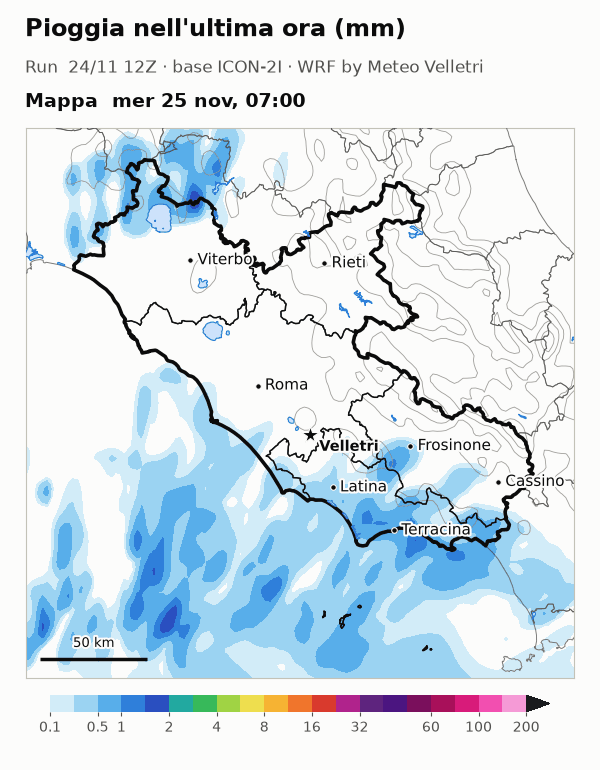 Pioggia nell'ultima ora (mm)
Run  24/11 12Z · base ICON-2I · WRF by Meteo Velletri
Mappa  mer 25 nov, 07:00
Viterbo
Rieti
Roma
Velletri
Frosinone
Latina
Cassino
Terracina
50 km
0.1 0.5 1 2 4 8 16 32 60 100 200